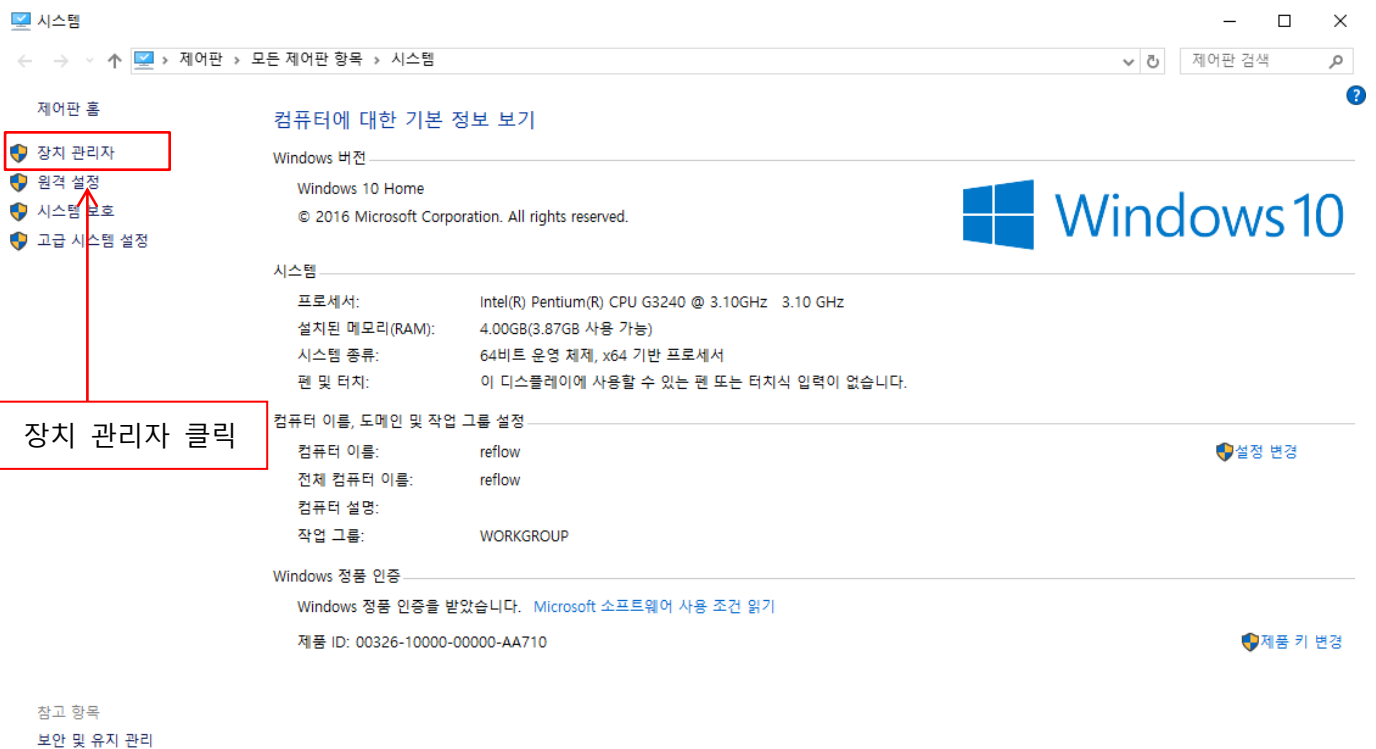 시스템
제어판 › 모든 제어판 항목 › 시스템
제어판 검색
제어판 홈
장치 관리자
원격 설정
시스템 보호
고급 시스템 설정
장치 관리자 클릭
컴퓨터에 대한 기본 정보 보기
Windows 버전
Windows 10 Home
© 2016 Microsoft Corporation. All rights reserved.
Windows 10
시스템
프로세서: Intel(R) Pentium(R) CPU G3240 @ 3.10GHz 3.10 GHz
설치된 메모리(RAM): 4.00GB(3.87GB 사용 가능)
시스템 종류: 64비트 운영 체제, x64 기반 프로세서
펜 및 터치: 이 디스플레이에 사용할 수 있는 펜 또는 터치식 입력이 없습니다.
컴퓨터 이름, 도메인 및 작업 그룹 설정
컴퓨터 이름: reflow
설정 변경
전체 컴퓨터 이름: reflow
컴퓨터 설명:
작업 그룹: WORKGROUP
Windows 정품 인증
Windows 정품 인증을 받았습니다. Microsoft 소프트웨어 사용 조건 읽기
제품 ID: 00326-10000-00000-AA710
제품 키 변경
참고 항목
보안 및 유지 관리